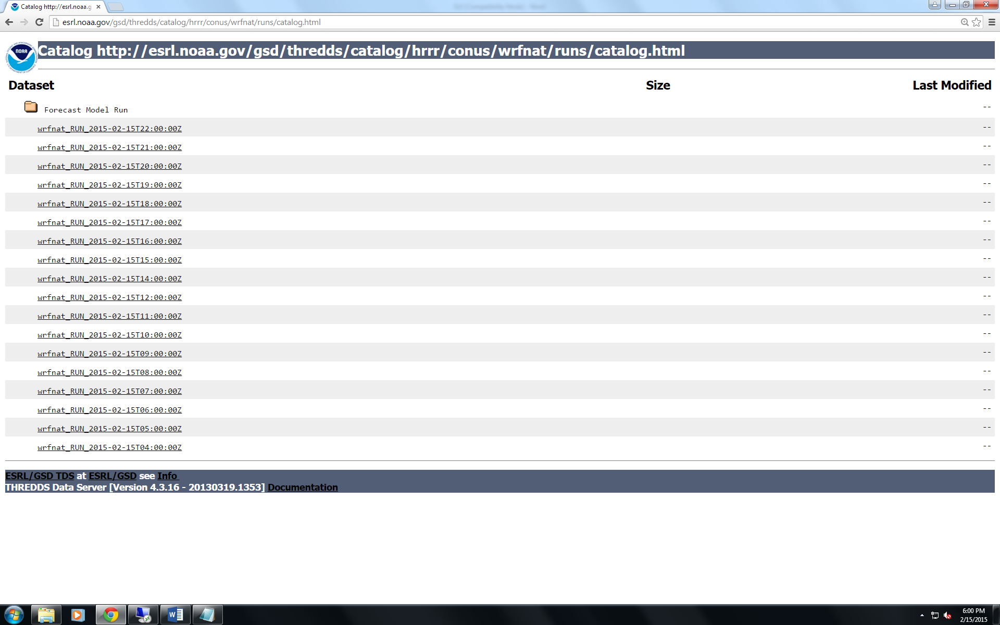 Catalog http://esrl.noaa.g
esrl.noaa.gov/gsd/thredds/catalog/hrrr/conus/wrfnat/runs/catalog.html
NOAA
Catalog http://esrl.noaa.gov/gsd/thredds/catalog/hrrr/conus/wrfnat/runs/catalog.html
Dataset Size Last Modified
Forecast Model Run --
wrfnat_RUN_2015-02-15T22:00:00Z --
wrfnat_RUN_2015-02-15T21:00:00Z --
wrfnat_RUN_2015-02-15T20:00:00Z --
wrfnat_RUN_2015-02-15T19:00:00Z --
wrfnat_RUN_2015-02-15T18:00:00Z --
wrfnat_RUN_2015-02-15T17:00:00Z --
wrfnat_RUN_2015-02-15T16:00:00Z --
wrfnat_RUN_2015-02-15T15:00:00Z --
wrfnat_RUN_2015-02-15T14:00:00Z --
wrfnat_RUN_2015-02-15T12:00:00Z --
wrfnat_RUN_2015-02-15T11:00:00Z --
wrfnat_RUN_2015-02-15T10:00:00Z --
wrfnat_RUN_2015-02-15T09:00:00Z --
wrfnat_RUN_2015-02-15T08:00:00Z --
wrfnat_RUN_2015-02-15T07:00:00Z --
wrfnat_RUN_2015-02-15T06:00:00Z --
wrfnat_RUN_2015-02-15T05:00:00Z --
wrfnat_RUN_2015-02-15T04:00:00Z --
ESRL/GSD TDS at ESRL/GSD see Info
THREDDS Data Server [Version 4.3.16 - 20130319.1353] Documentation
6:00 PM
2/15/2015